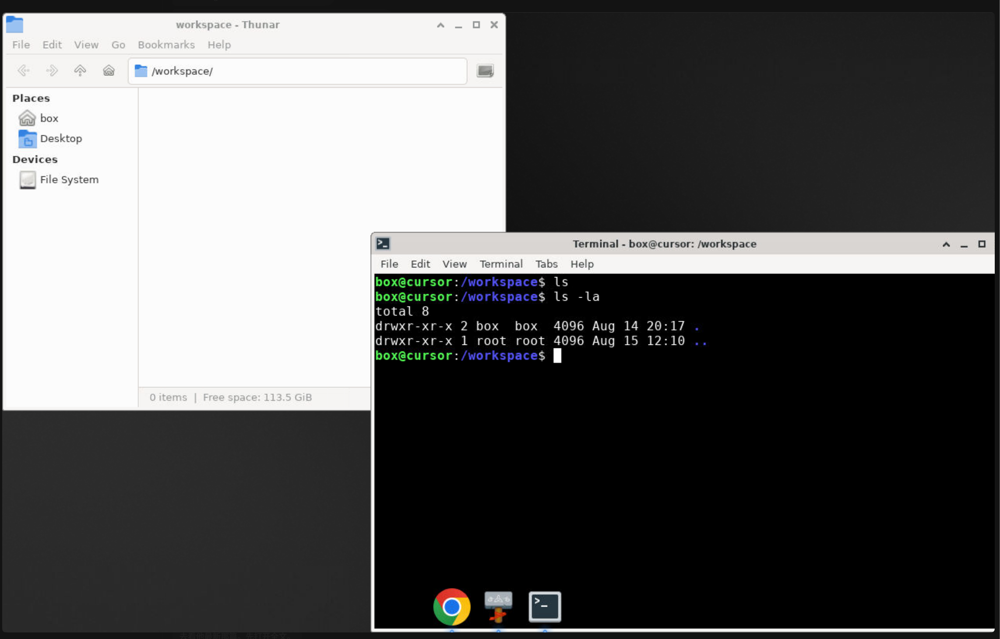 workspace - Thunar
File Edit View Go Bookmarks Help
/workspace/
Places
box
Desktop
Devices
File System
0 items | Free space: 113.5 GiB
Terminal - box@cursor: /workspace
File Edit View Terminal Tabs Help
box@cursor:/workspace$ ls
box@cursor:/workspace$ ls -la
total 8
drwxr-xr-x 2 box  box  4096 Aug 14 20:17 .
drwxr-xr-x 1 root root 4096 Aug 15 12:10 ..
box@cursor:/workspace$